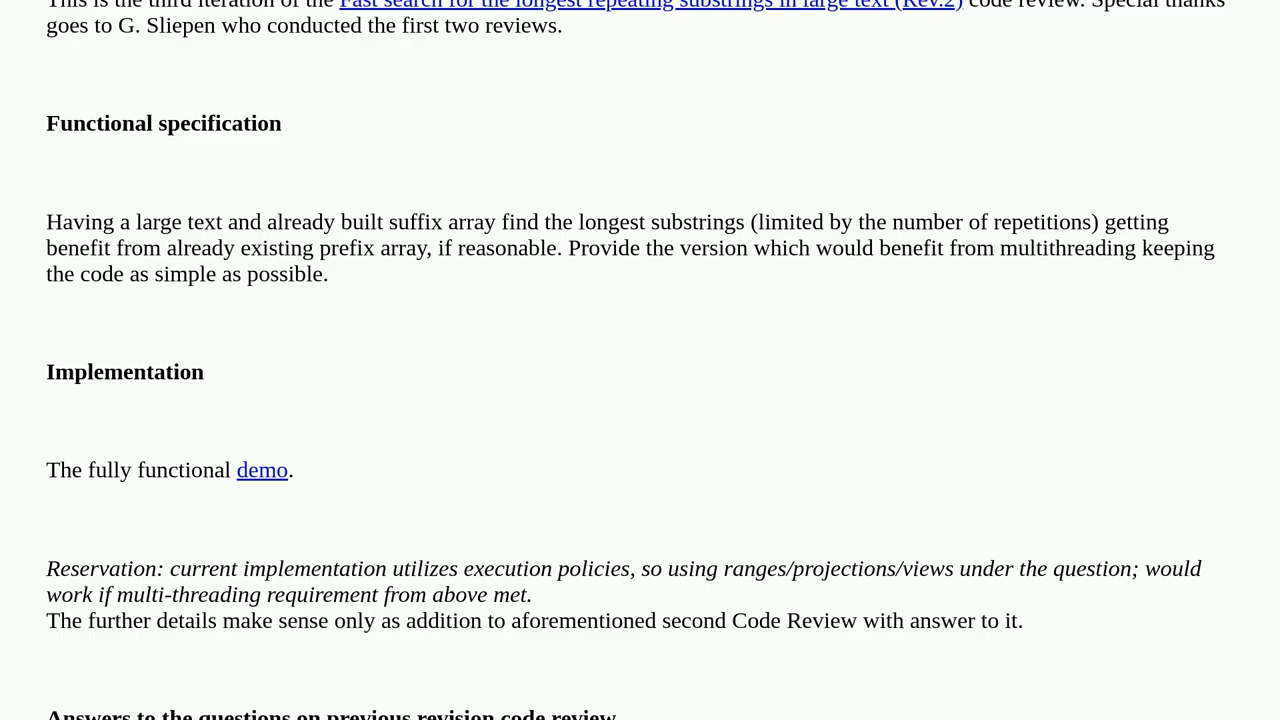 This is the third iteration of the Fast search for the longest repeating substrings in large text (Rev.2) code review. Special thanks
goes to G. Sliepen who conducted the first two reviews.
Functional specification
Having a large text and already built suffix array find the longest substrings (limited by the number of repetitions) getting
benefit from already existing prefix array, if reasonable. Provide the version which would benefit from multithreading keeping
the code as simple as possible.
Implementation
The fully functional demo.
Reservation: current implementation utilizes execution policies, so using ranges/projections/views under the question; would
work if multi-threading requirement from above met.
The further details make sense only as addition to aforementioned second Code Review with answer to it.
Answers to the questions on previous revision code review